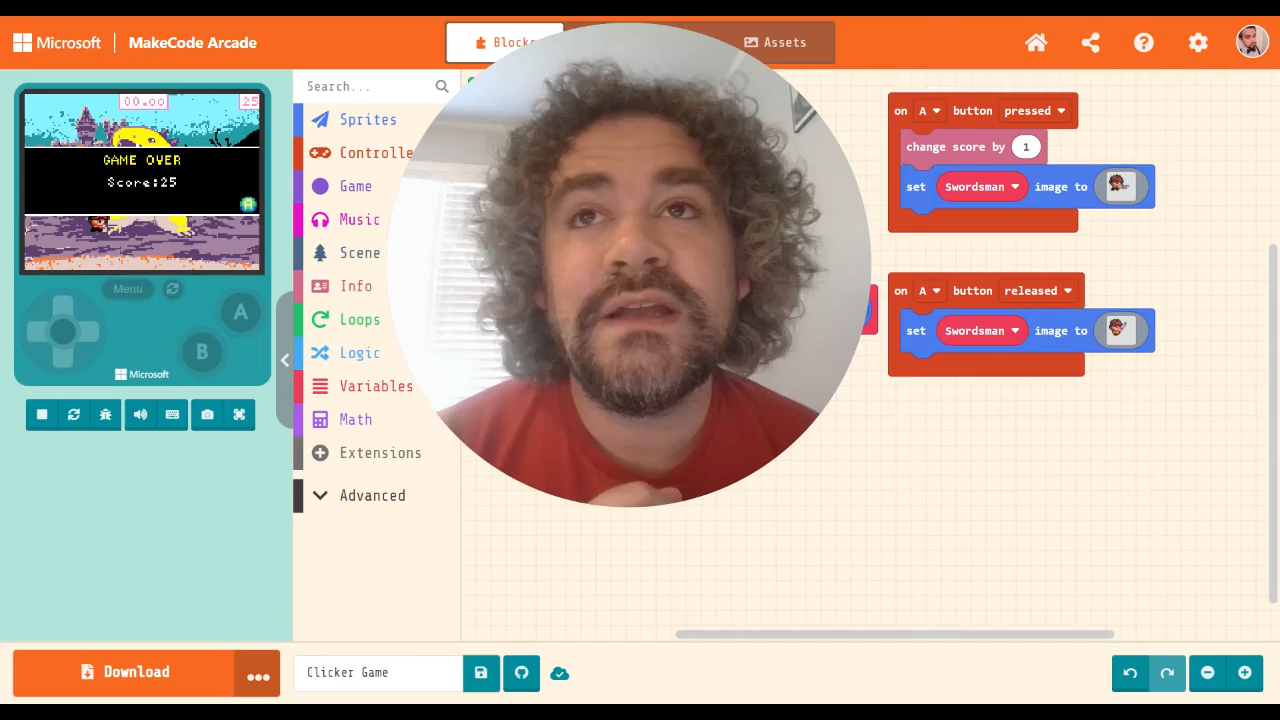 Microsoft | MakeCode Arcade
Blocks
Assets
00.00
25
GAME OVER
Score:25
Menu
A
B
Microsoft
Search...
Sprites
Controlle
Game
Music
Scene
Info
Loops
Logic
Variables
Math
Extensions
Advanced
on A button pressed
change score by 1
set Swordsman image to
on A button released
set Swordsman image to
Download
...
Clicker Game